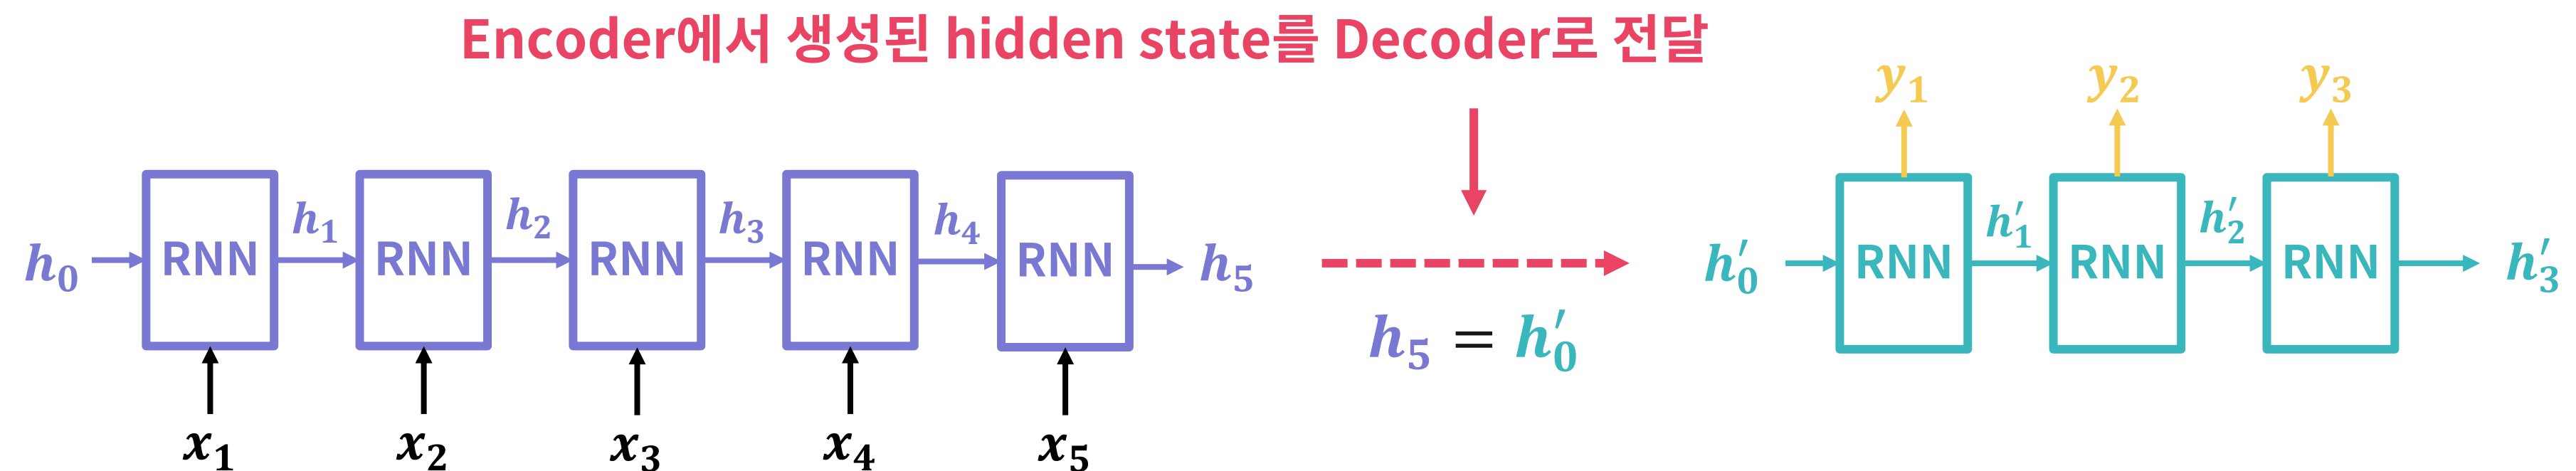 Encoder에서 생성된 hidden state를 Decoder로 전달
y₁ y₂ y₃
h₁ h₂ h₃ h₄ h′₁ h′₂
h₀ RNN RNN RNN RNN RNN h₅ h′₀ RNN RNN RNN h′₃
h₅ = h′₀
x₁ x₂ x₃ x₄ x₅